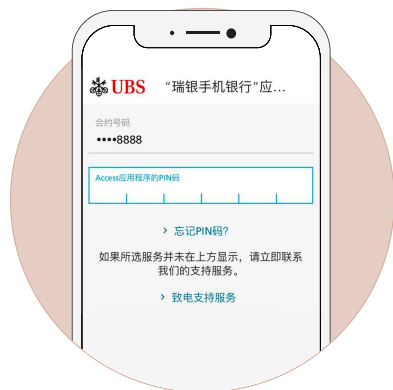 UBS “瑞银手机银行”应...
合约号码
••••8888
Access应用程序的PIN码
> 忘记PIN码?
如果所选服务并未在上方显示，请立即联系
我们的支持服务。
> 致电支持服务